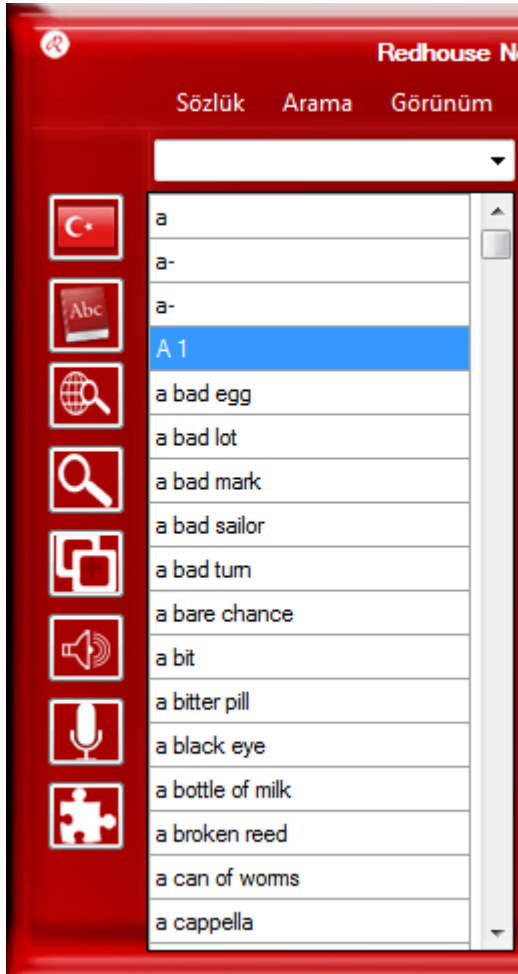 Redhouse
Sözlük Arama Görünüm
a
a-
a-
A 1
Abc
a bad egg
a bad lot
a bad mark
a bad sailor
a bad turn
a bare chance
a bit
a bitter pill
a black eye
a bottle of milk
a broken reed
a can of worms
a cappella